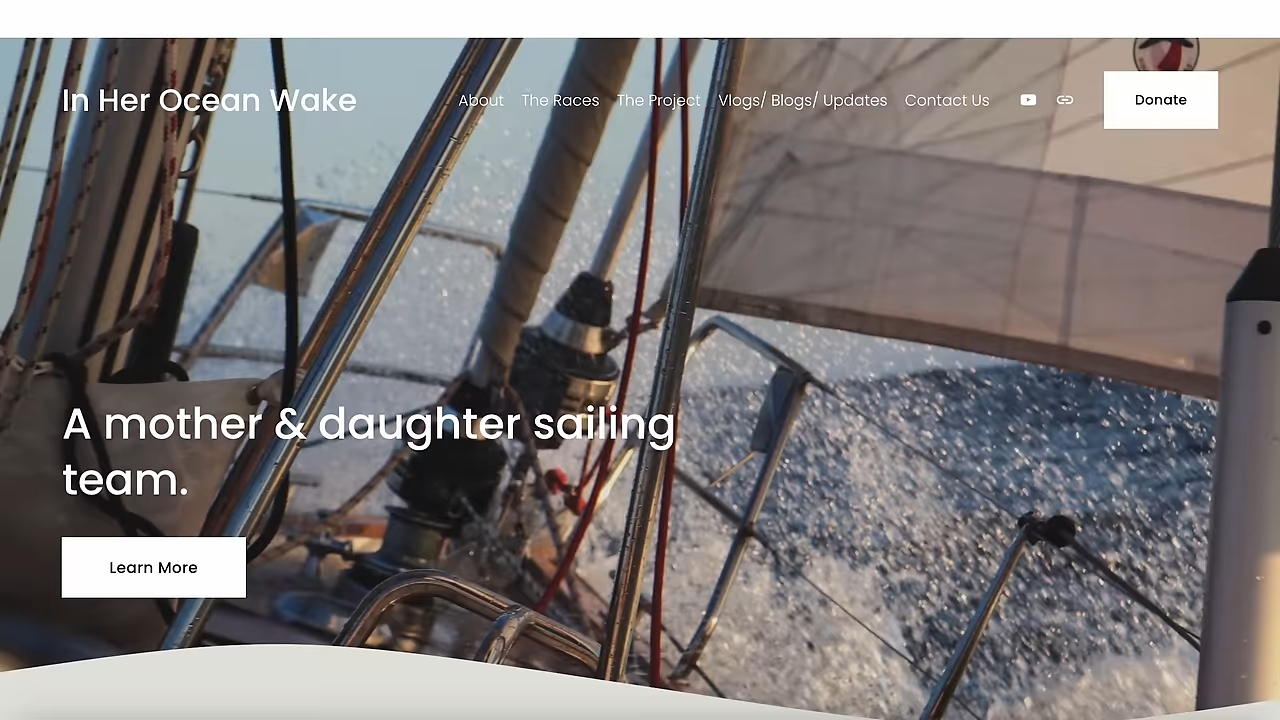 In Her Ocean Wake
About The Races The Project Vlogs/ Blogs/ Updates Contact Us Donate
A mother & daughter sailing
team.
Learn More